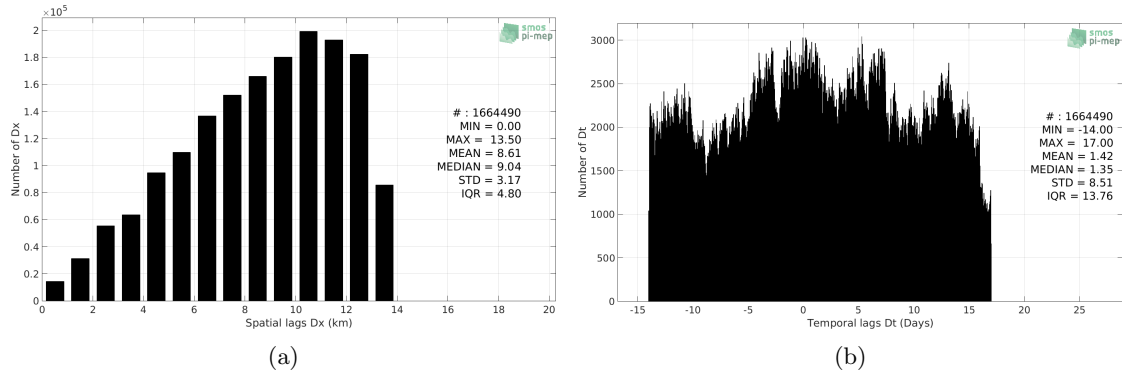 ×10⁵
2
1.8
1.6
1.4
1.2
1
0.8
0.6
0.4
0.2
0
Number of Dx
smos
pi-mep
# : 1664490
MIN = 0.00
MAX = 13.50
MEAN = 8.61
MEDIAN = 9.04
STD = 3.17
IQR = 4.80
0 2 4 6 8 10 12 14 16 18 20
Spatial lags Dx (km)
(a)
3000
2500
2000
1500
1000
500
0
Number of Dt
smos
pi-mep
# : 1664490
MIN = -14.00
MAX = 17.00
MEAN = 1.42
MEDIAN = 1.35
STD = 8.51
IQR = 13.76
-15 -10 -5 0 5 10 15 20 25
Temporal lags Dt (Days)
(b)